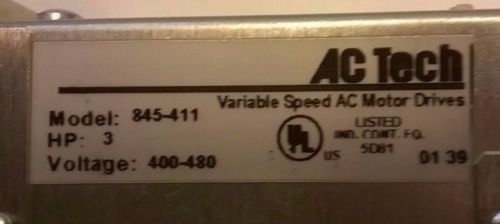 AC Tech
Variable Speed AC Motor Drives
Model: 845-411
HP: 3
Voltage: 400-480
UL
LISTED
IND. CONT. EQ.
5D81
US
01 39